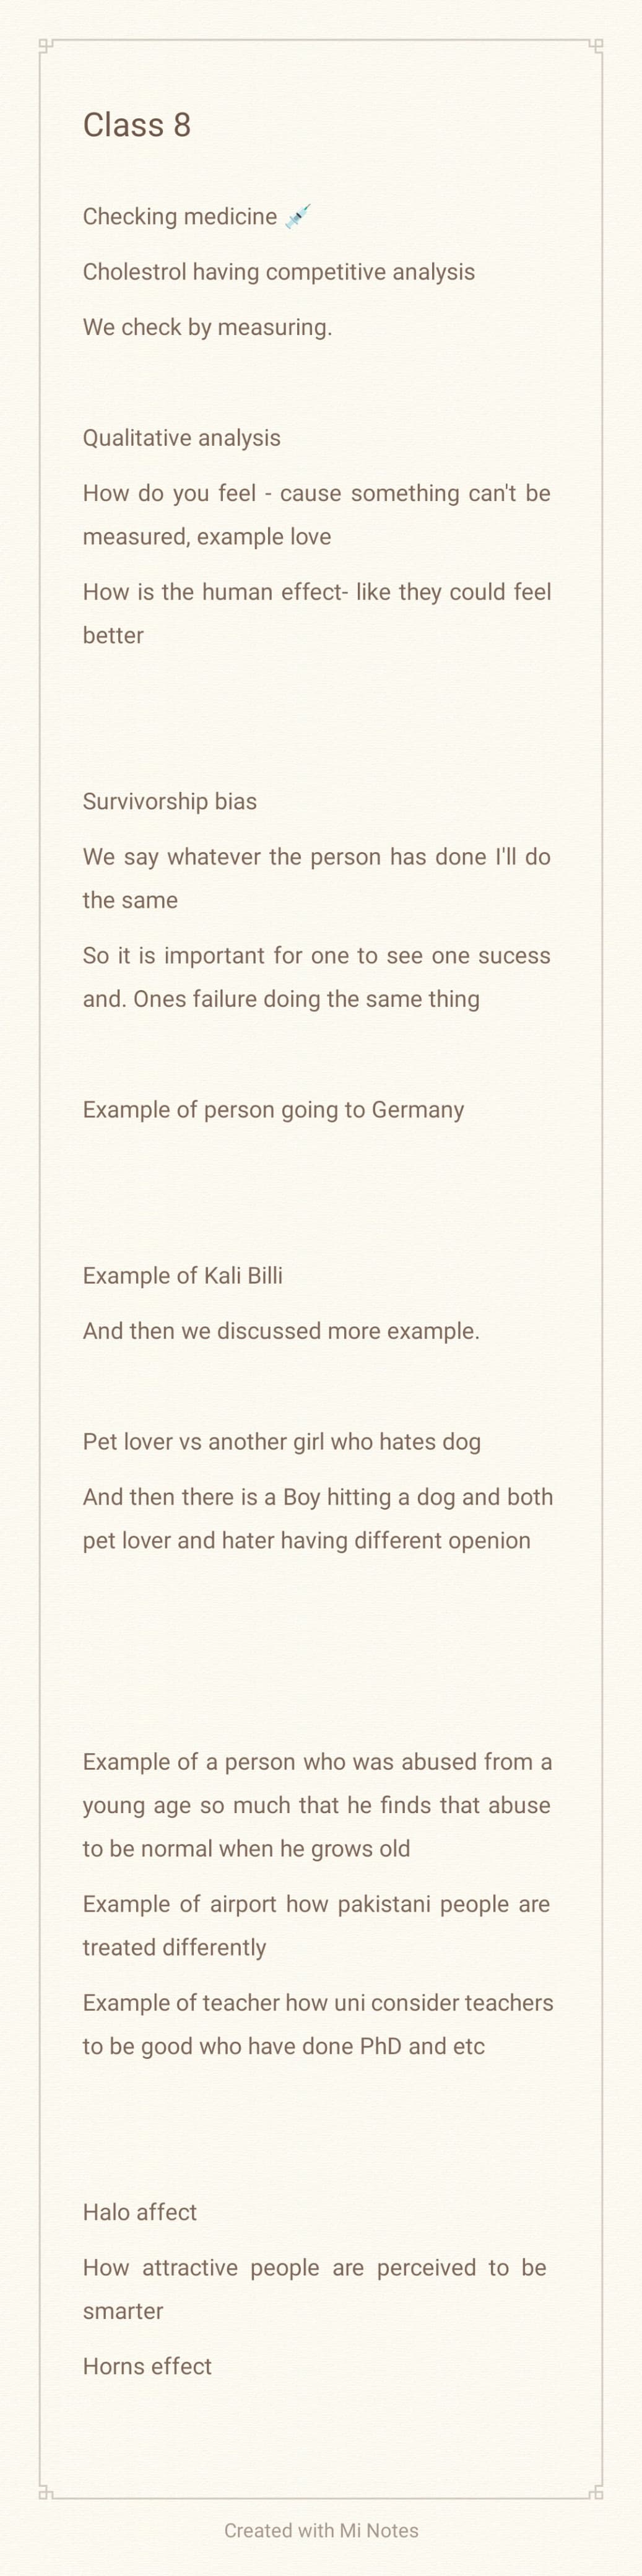 Class 8
Checking medicine 💉
Cholestrol having competitive analysis
We check by measuring.
Qualitative analysis
How do you feel - cause something can't be
measured, example love
How is the human effect- like they could feel
better
Survivorship bias
We say whatever the person has done I'll do
the same
So it is important for one to see one sucess
and. Ones failure doing the same thing
Example of person going to Germany
Example of Kali Billi
And then we discussed more example.
Pet lover vs another girl who hates dog
And then there is a Boy hitting a dog and both
pet lover and hater having different openion
Example of a person who was abused from a
young age so much that he finds that abuse
to be normal when he grows old
Example of airport how pakistani people are
treated differently
Example of teacher how uni consider teachers
to be good who have done PhD and etc
Halo affect
How attractive people are perceived to be
smarter
Horns effect
Created with Mi Notes